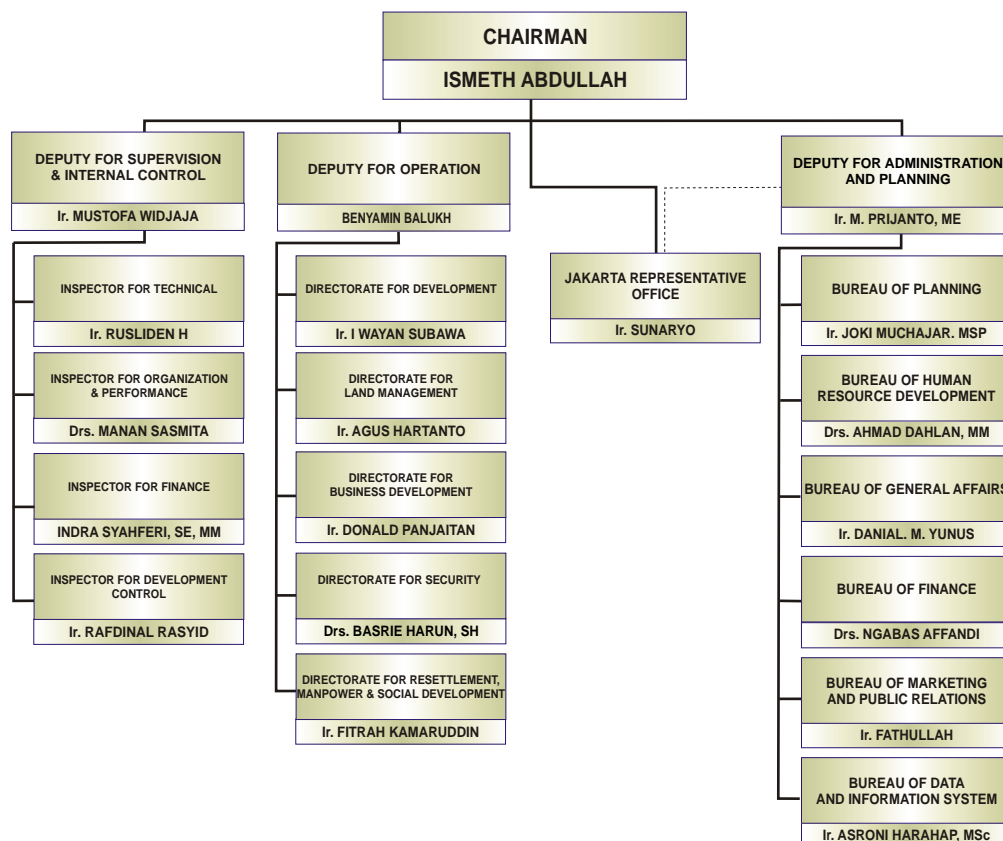 CHAIRMAN
ISMETH ABDULLAH
DEPUTY FOR SUPERVISION
& INTERNAL CONTROL
Ir. MUSTOFA WIDJAJA
INSPECTOR FOR TECHNICAL
Ir. RUSLIDEN H
INSPECTOR FOR ORGANIZATION
& PERFORMANCE
Drs. MANAN SASMITA
INSPECTOR FOR FINANCE
INDRA SYAHFERI, SE, MM
INSPECTOR FOR DEVELOPMENT
CONTROL
Ir. RAFDINAL RASYID
DEPUTY FOR OPERATION
BENYAMIN BALUKH
DIRECTORATE FOR DEVELOPMENT
Ir. I WAYAN SUBAWA
DIRECTORATE FOR
LAND MANAGEMENT
Ir. AGUS HARTANTO
DIRECTORATE FOR
BUSINESS DEVELOPMENT
Ir. DONALD PANJAITAN
DIRECTORATE FOR SECURITY
Drs. BASRIE HARUN, SH
DIRECTORATE FOR RESETTLEMENT,
MANPOWER & SOCIAL DEVELOPMENT
Ir. FITRAH KAMARUDDIN
JAKARTA REPRESENTATIVE
OFFICE
Ir. SUNARYO
DEPUTY FOR ADMINISTRATION
AND PLANNING
Ir. M. PRIJANTO, ME
BUREAU OF PLANNING
Ir. JOKI MUCHAJAR. MSP
BUREAU OF HUMAN
RESOURCE DEVELOPMENT
Drs. AHMAD DAHLAN, MM
BUREAU OF GENERAL AFFAIRS
Ir. DANIAL. M. YUNUS
BUREAU OF FINANCE
Drs. NGABAS AFFANDI
BUREAU OF MARKETING
AND PUBLIC RELATIONS
Ir. FATHULLAH
BUREAU OF DATA
AND INFORMATION SYSTEM
Ir. ASRONI HARAHAP, MSc